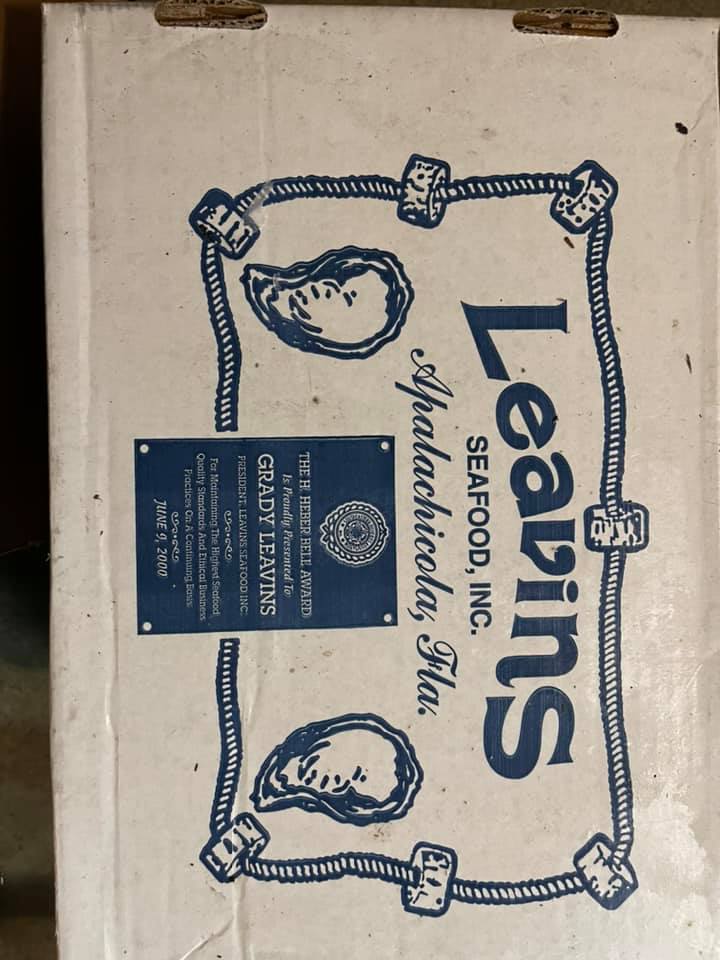 Leavins
SEAFOOD, INC.
Apalachicola, Fla.
THE H. HEBER BELL AWARD
Is Proudly Presented To
GRADY LEAVINS
PRESIDENT, LEAVINS SEAFOOD INC.
For Maintaining The Highest Seafood
Quality Standards And Ethical Business
Practices On A Continuing Basis
JUNE 9, 2000